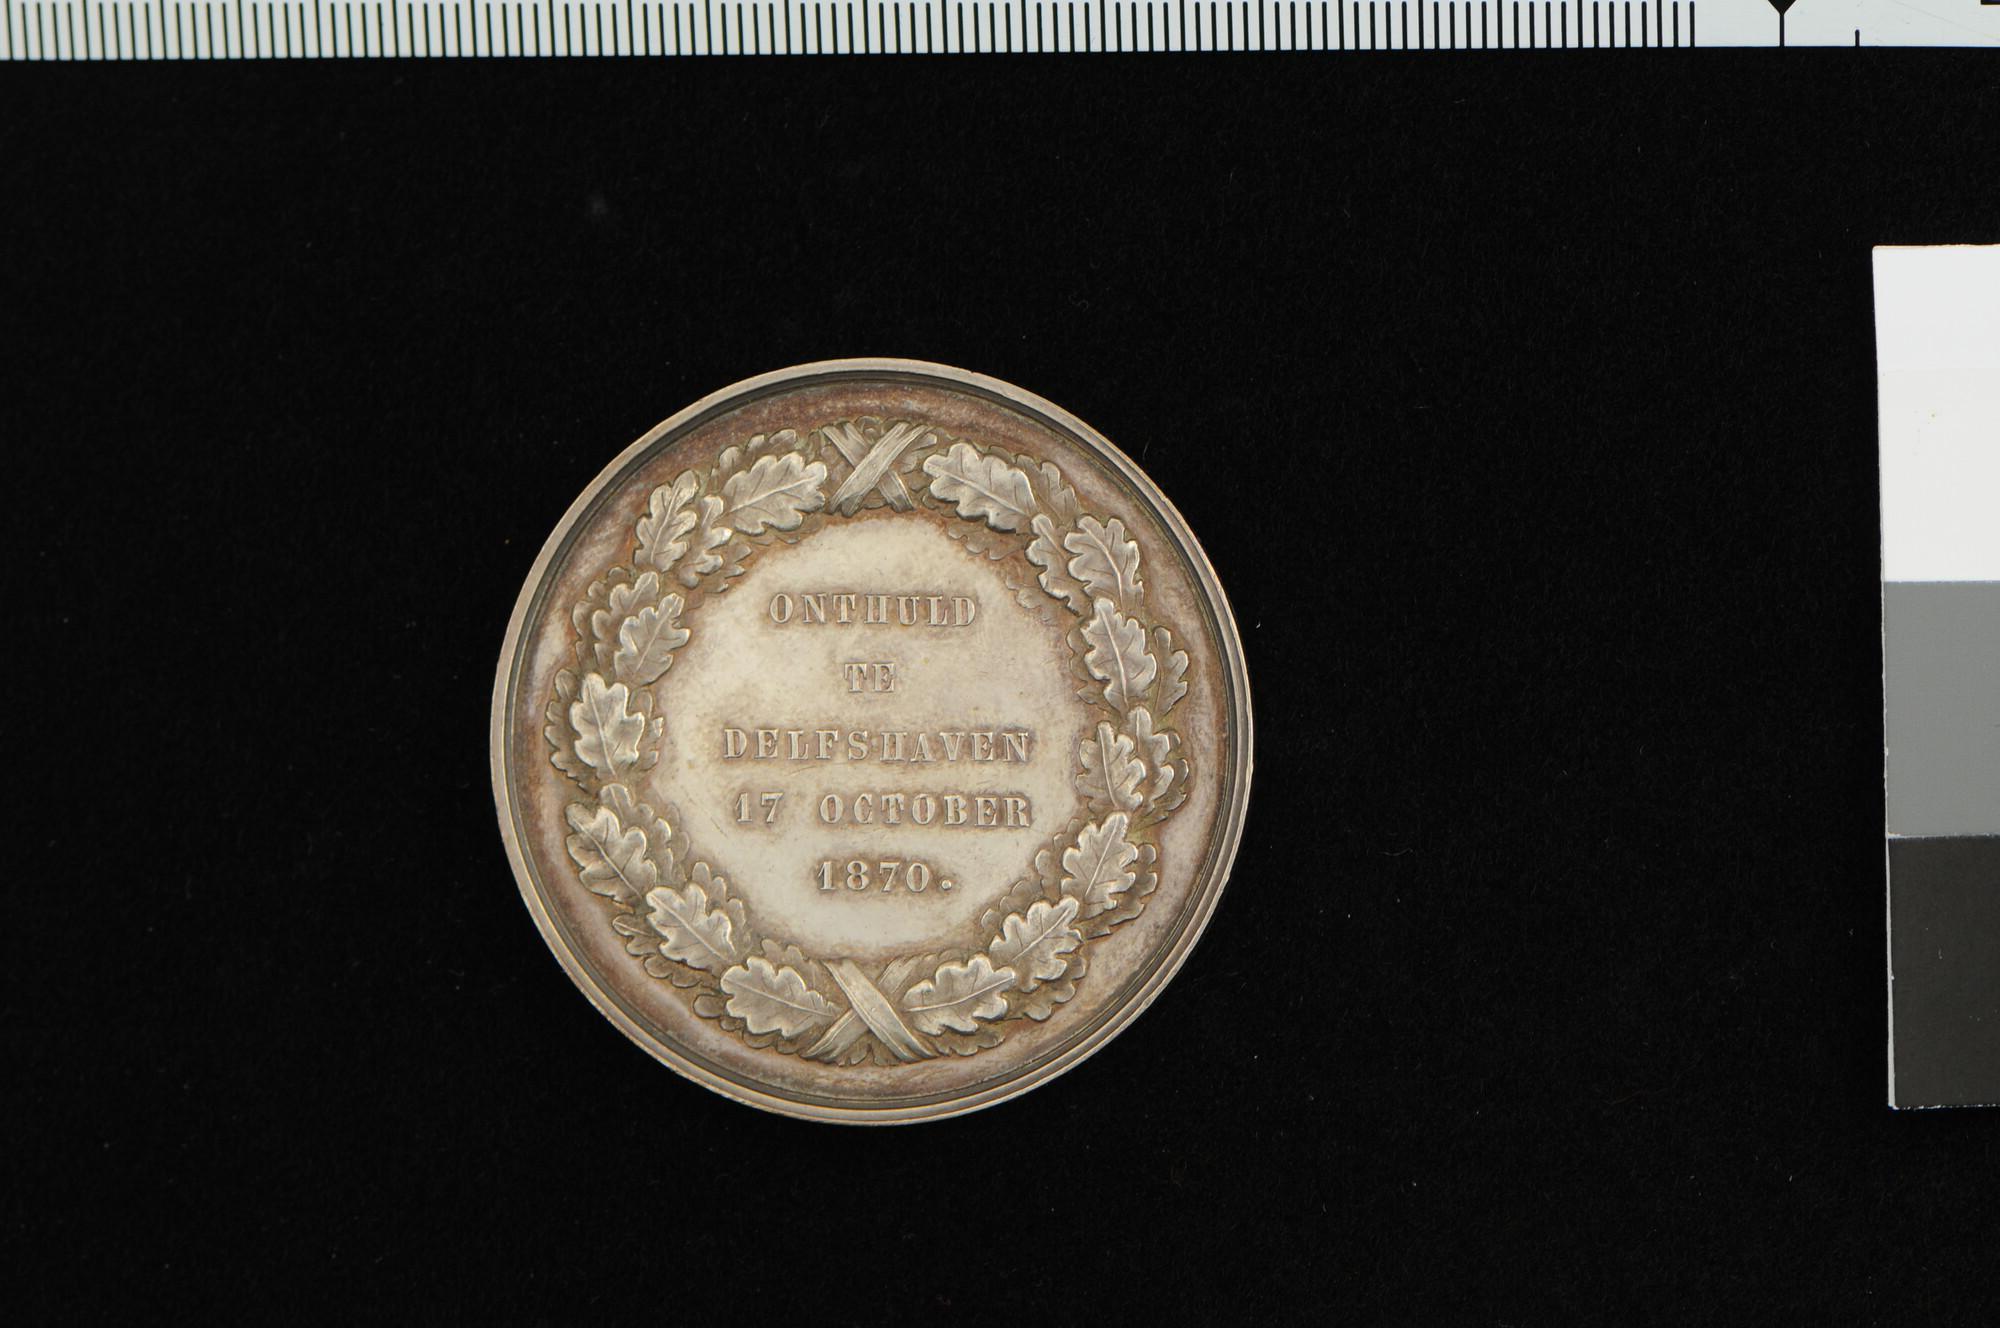 ONTHULD
TE
DELFSHAVEN
17 OCTOBER
1870.